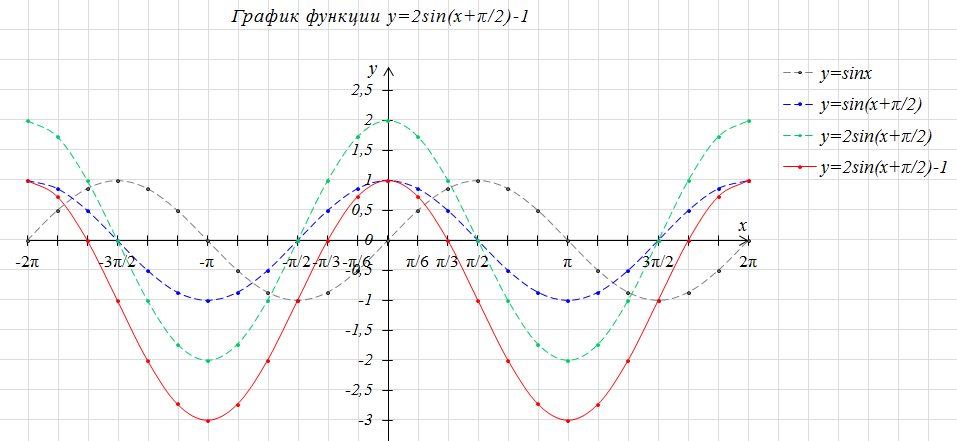 График функции y=2sin(x+π/2)-1
y
2,5
2
1,5
1
0,5
0
-0,5
-1
-1,5
-2
-2,5
-3
x
-2π -3π/2 -π -π/2 -π/3 -π/6 π/6 π/3 π/2 π 3π/2 2π
y=sinx
y=sin(x+π/2)
y=2sin(x+π/2)
y=2sin(x+π/2)-1